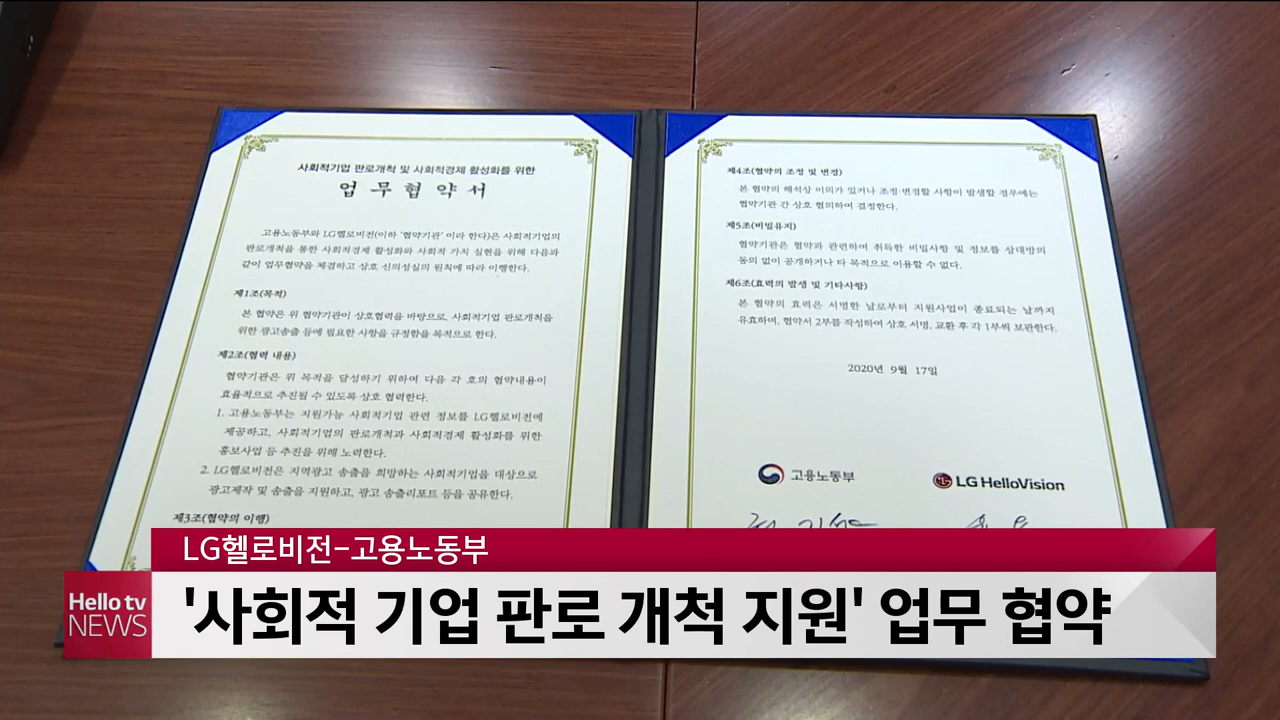 사회적기업 판로개척 및 사회적경제 활성화를 위한
업 무 협 약 서
고용노동부와 LG헬로비전(이하 '협약기관' 이라 한다)은 사회적기업의
판로개척을 통한 사회적경제 활성화와 사회적 가치 실현을 위해 다음과
같이 업무협약을 체결하고 상호 신의성실의 원칙에 따라 이행한다.
제1조(목적)
본 협약은 위 협약기관이 상호협력을 바탕으로, 사회적기업 판로개척을
위한 광고송출 등에 필요한 사항을 규정함을 목적으로 한다.
제2조(협력 내용)
협약기관은 위 목적을 달성하기 위하여 다음 각 호의 협약내용이
효율적으로 추진될 수 있도록 상호 협력한다.
1. 고용노동부는 지원가능 사회적기업 관련 정보를 LG헬로비전에
제공하고, 사회적기업의 판로개척과 사회적경제 활성화를 위한
홍보사업 등 추진을 위해 노력한다.
2. LG헬로비전은 지역광고 송출을 희망하는 사회적기업을 대상으로
광고제작 및 송출을 지원하고, 광고 송출리포트 등을 공유한다.
제3조(협약의 이행)
제4조(협약의 조정 및 변경)
본 협약의 해석상 이의가 있거나 조정·변경할 사항이 발생할 경우에는
협약기관 간 상호 협의하여 결정한다.
제5조(비밀유지)
협약기관은 협약과 관련하여 취득한 비밀사항 및 정보를 상대방의
동의 없이 공개하거나 타 목적으로 이용할 수 없다.
제6조(효력의 발생 및 기타사항)
본 협약의 효력은 서명한 날로부터 지원사업이 종료되는 날까지
유효하며, 협약서 2부를 작성하여 상호 서명, 교환 후 각 1부씩 보관한다.
2020년 9월 17일
고용노동부
LG HelloVision
LG헬로비전-고용노동부
Hello tv
NEWS
'사회적 기업 판로 개척 지원' 업무 협약